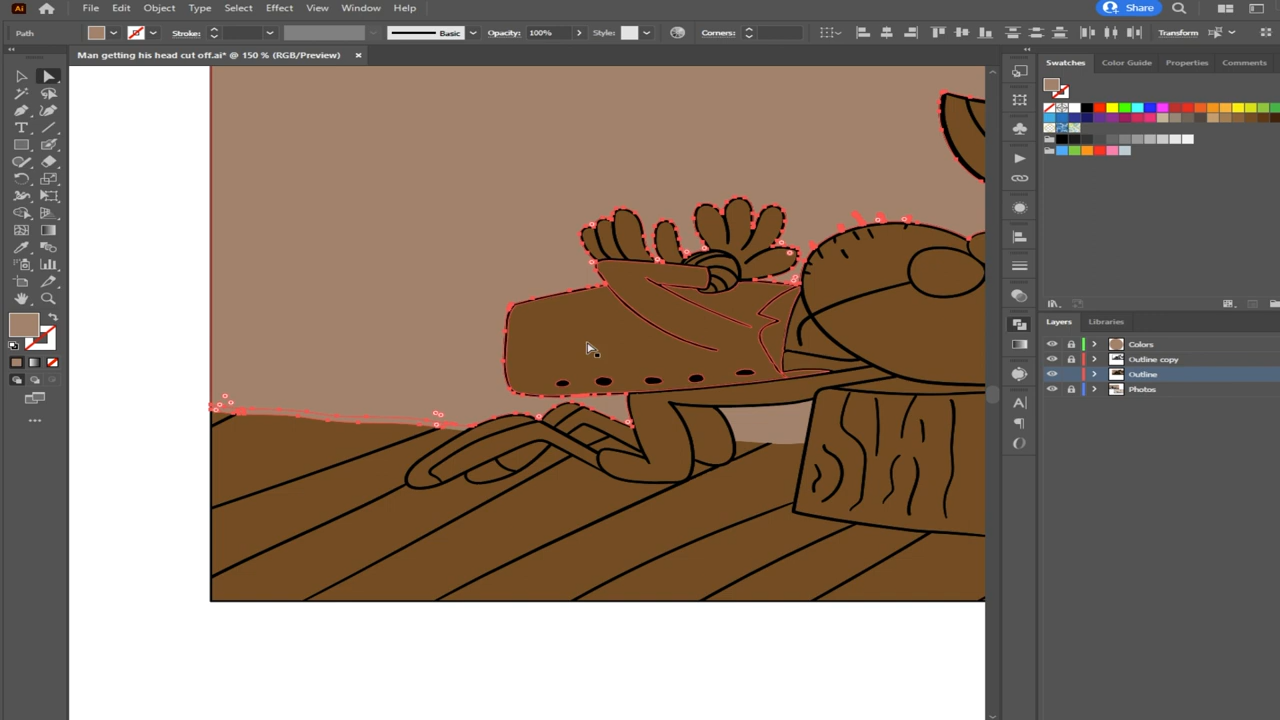 Ai File Edit Object Type Select Effect View Window Help Share
Path Stroke: Basic Opacity: 100% Style: Corners: Transform
Man getting his head cut off.ai* @ 150 % (RGB/Preview)
Swatches Color Guide Properties Comments
Layers Libraries
Colors
Outline copy
Outline
Photos